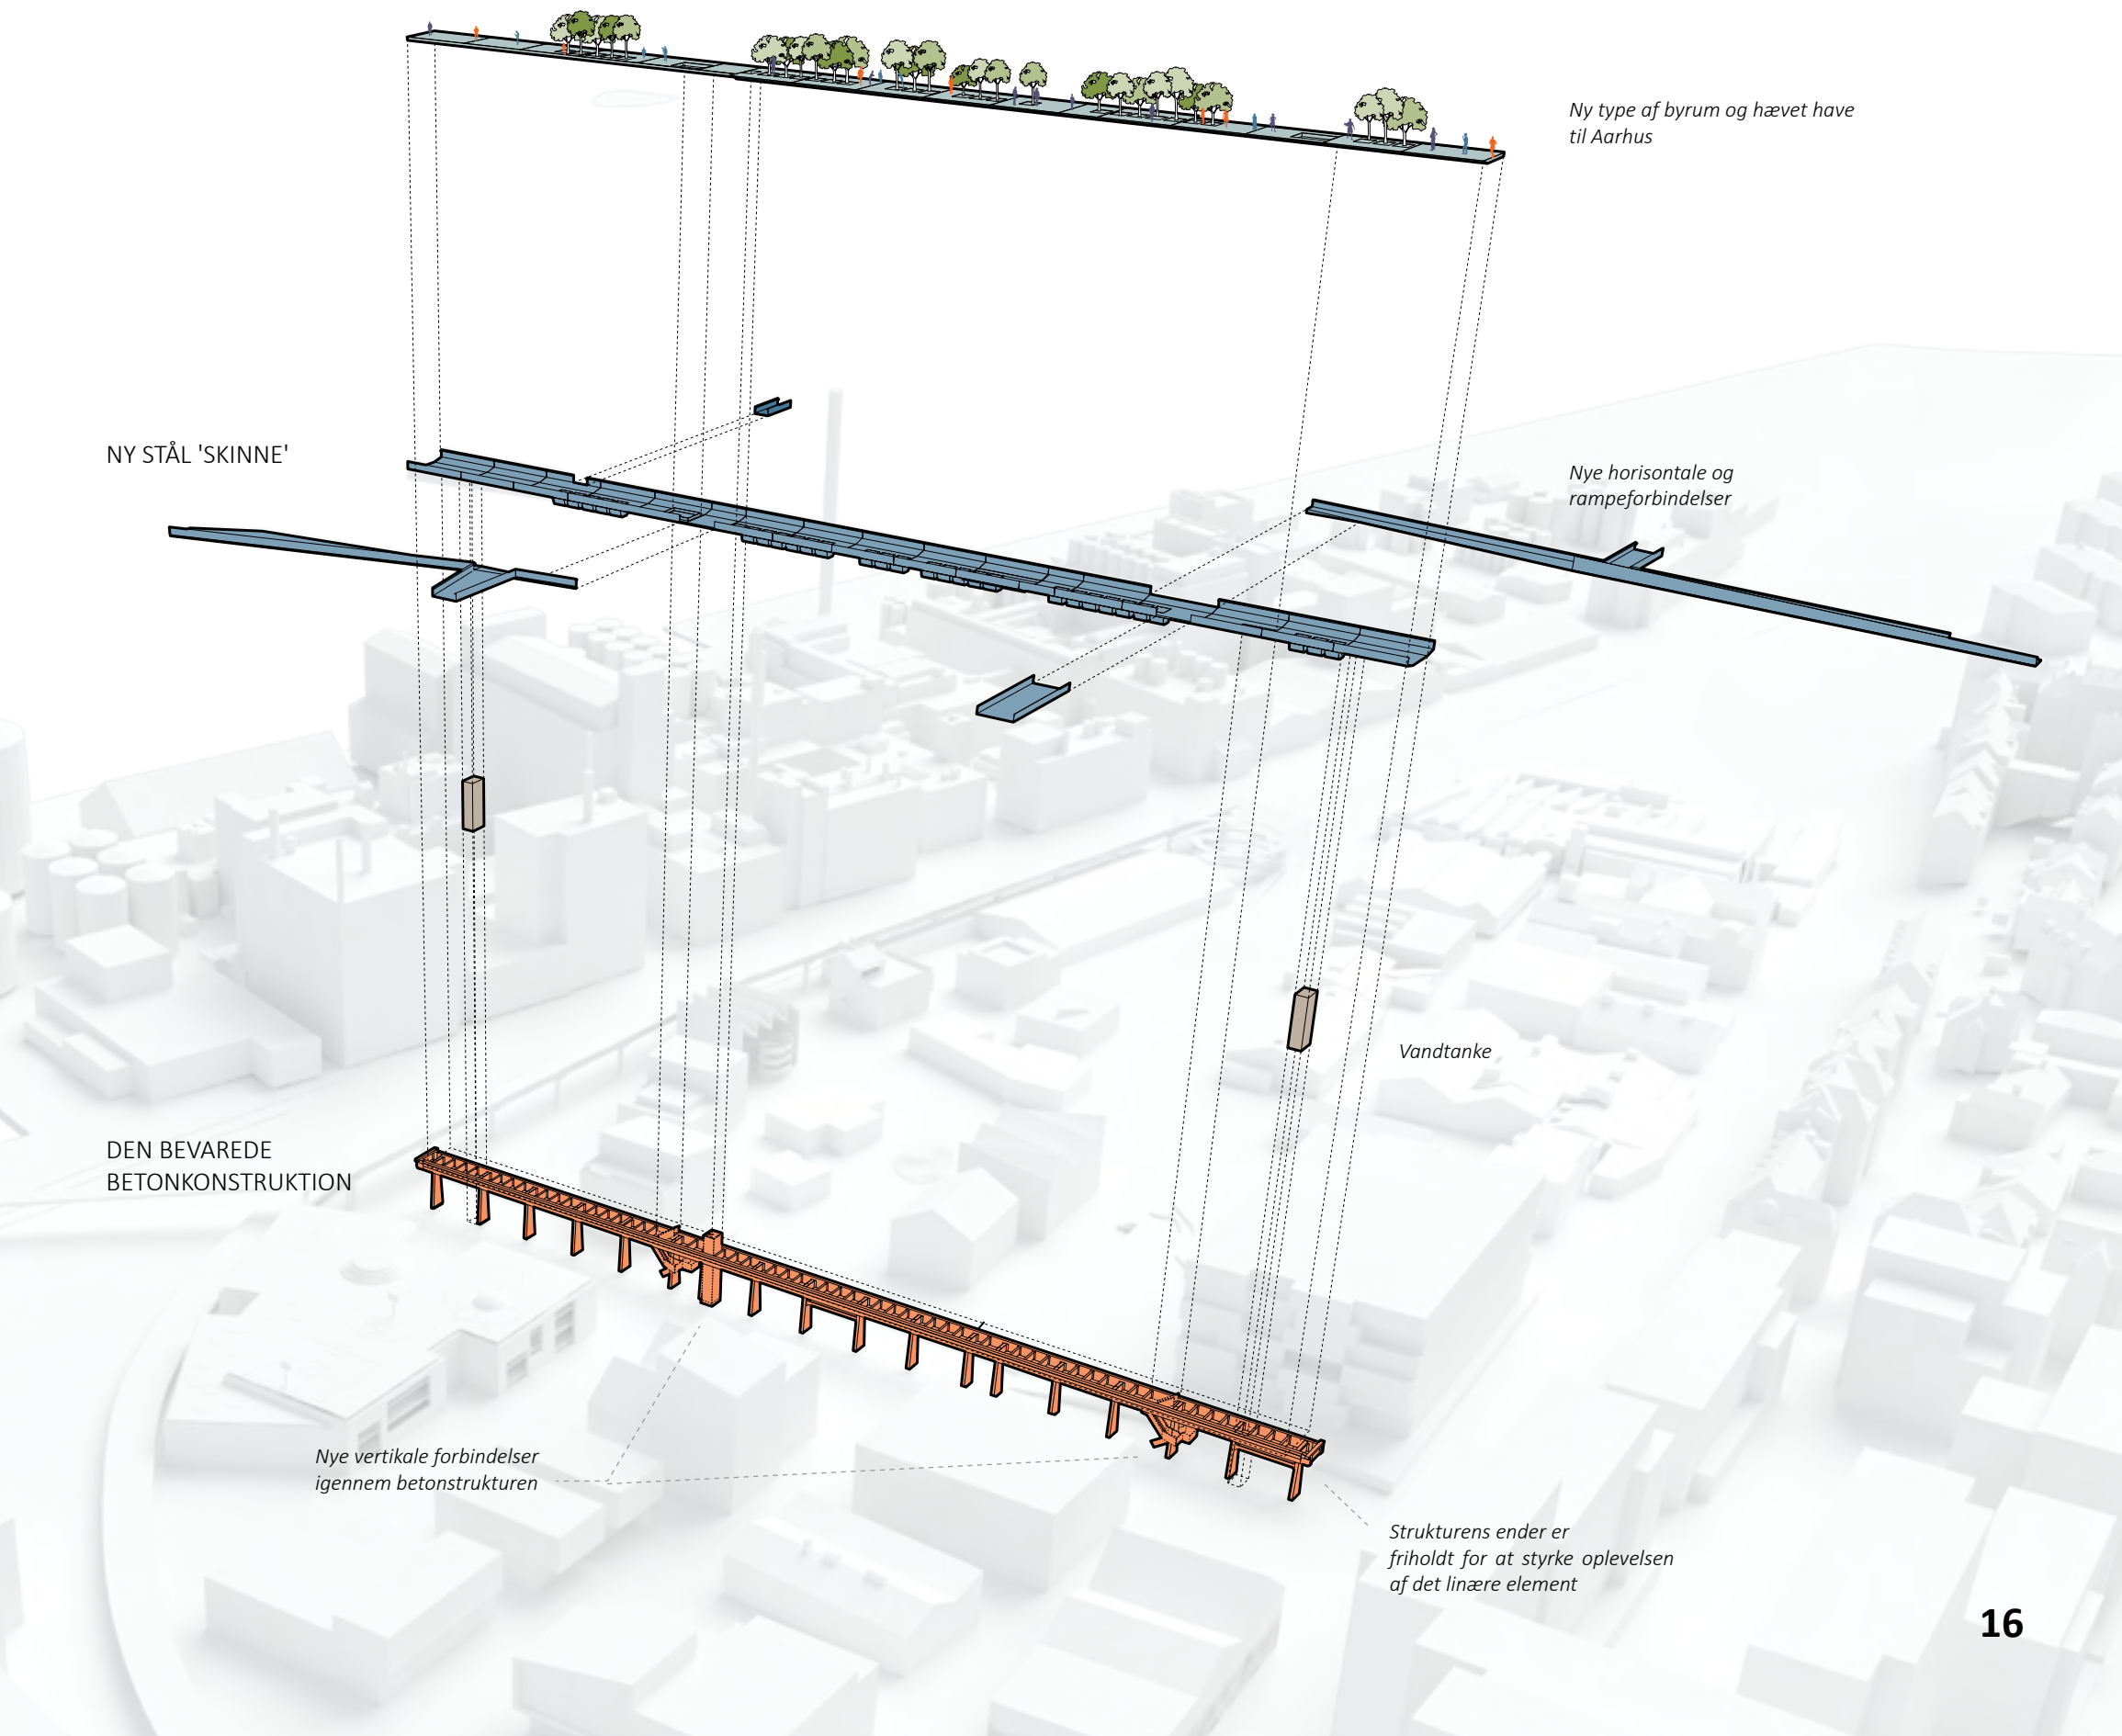 Ny type af byrum og hævet have
til Aarhus
NY STÅL 'SKINNE'
Nye horisontale og
rampeforbindelser
Vandtanke
DEN BEVAREDE
BETONKONSTRUKTION
Nye vertikale forbindelser
igennem betonstrukturen
Strukturens ender er
friholdt for at styrke oplevelsen
af det linære element
16